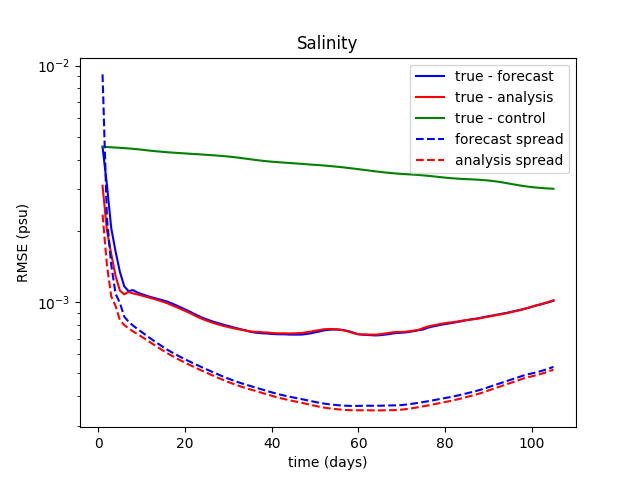 Salinity
10⁻²
10⁻³
RMSE (psu)
true - forecast
true - analysis
true - control
forecast spread
analysis spread
0 20 40 60 80 100
time (days)